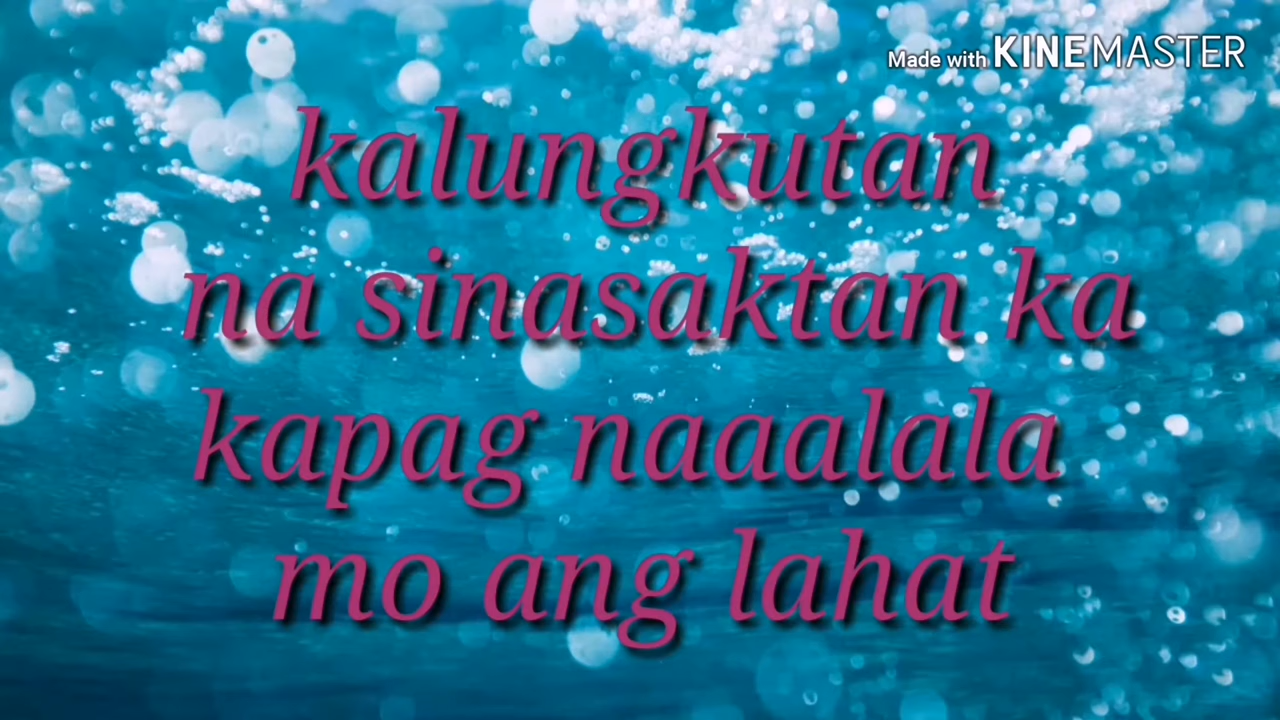 Made with KINEMASTER
kalungkutan
na sinasaktan ka
kapag naaalala
mo ang lahat